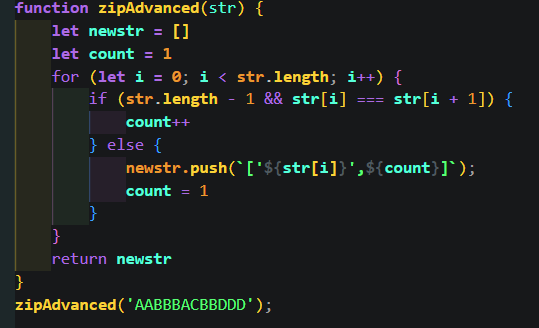 function zipAdvanced(str) {
    let newstr = []
    let count = 1
    for (let i = 0; i < str.length; i++) {
        if (str.length - 1 && str[i] === str[i + 1]) {
            count++
        } else {
            newstr.push(`['${str[i]}',${count}]`);
            count = 1
        }
    }
    return newstr
}
zipAdvanced('AABBBACBBDDD');